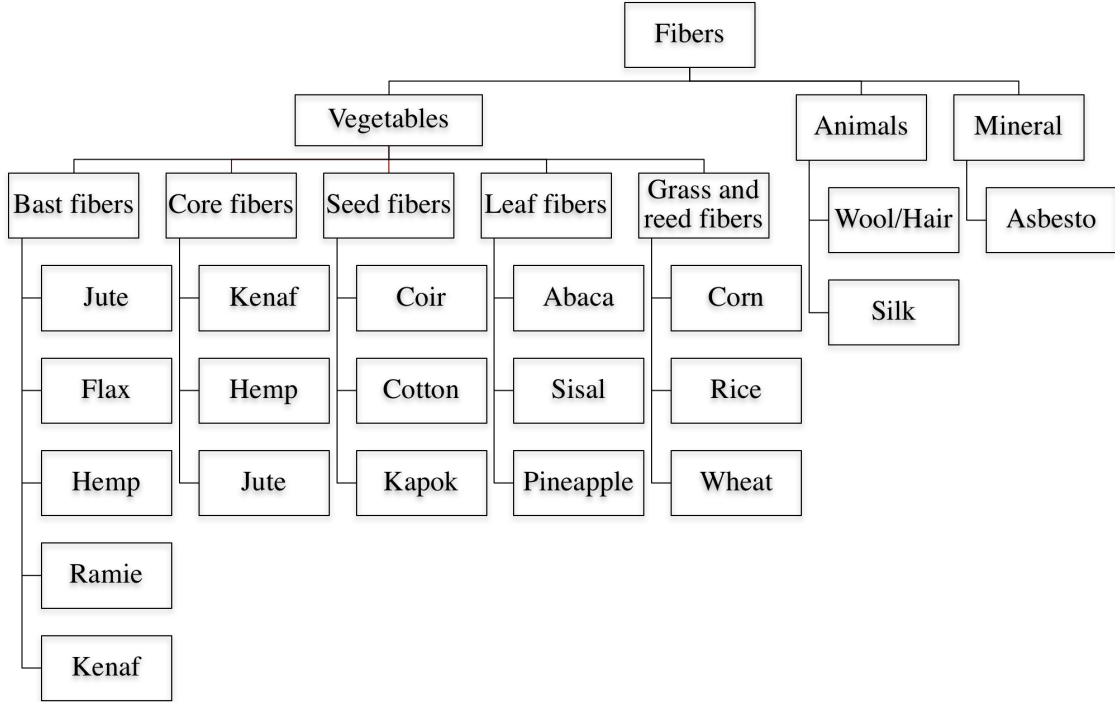 Fibers
Vegetables
Animals
Mineral
Bast fibers
Core fibers
Seed fibers
Leaf fibers
Grass and
reed fibers
Wool/Hair
Asbesto
Jute
Kenaf
Coir
Abaca
Corn
Silk
Flax
Hemp
Cotton
Sisal
Rice
Hemp
Jute
Kapok
Pineapple
Wheat
Ramie
Kenaf